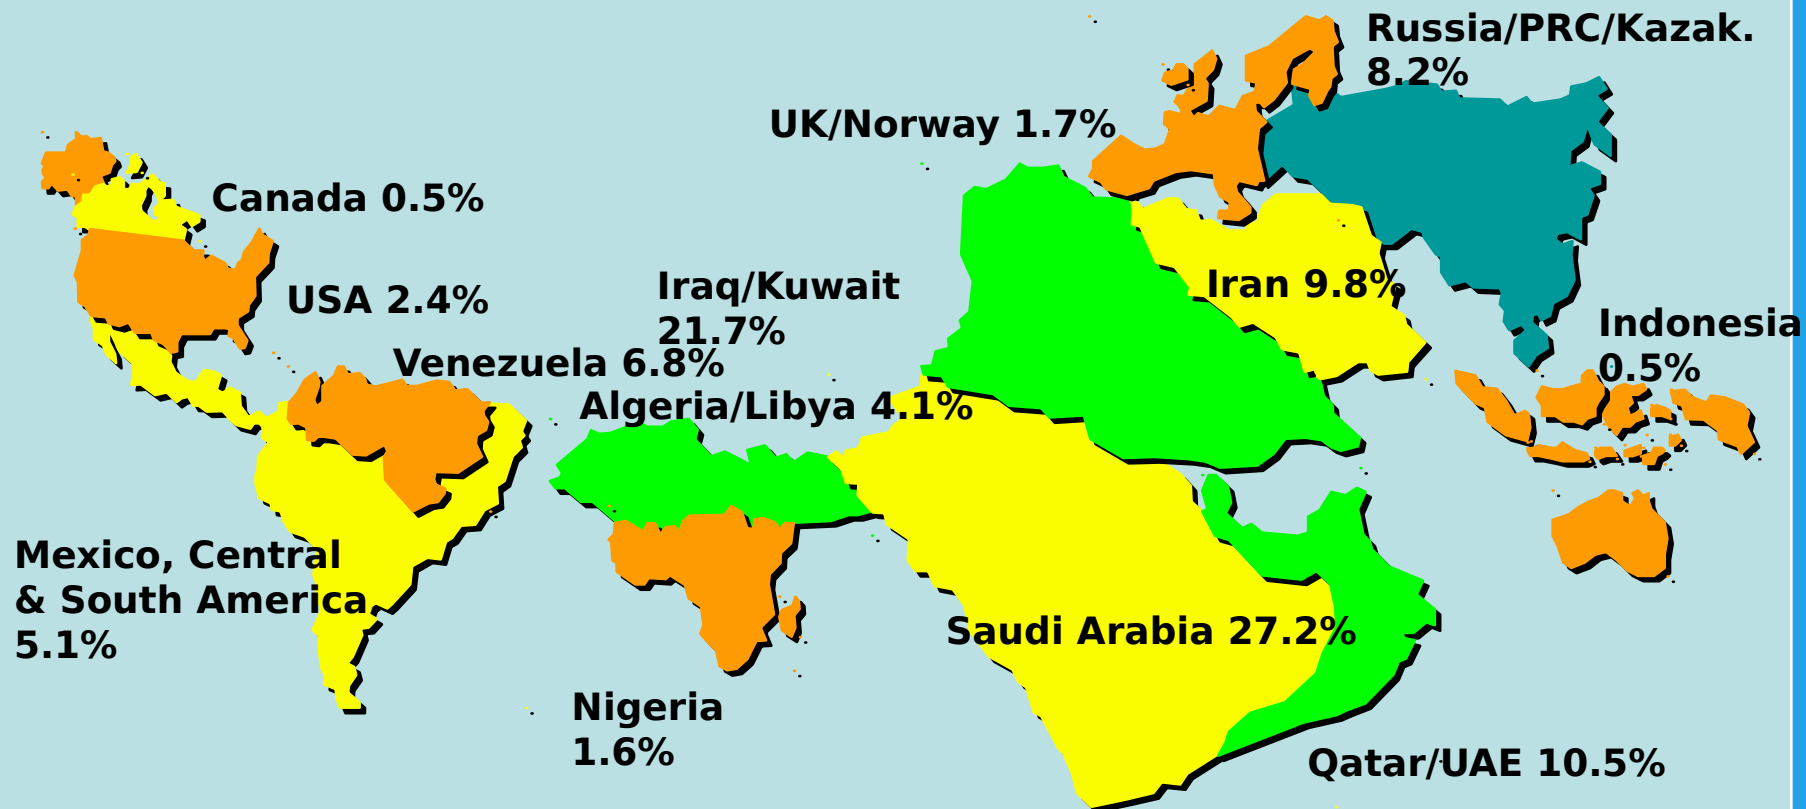 Russia/PRC/Kazak.
8.2%
UK/Norway 1.7%
Canada 0.5%
Iraq/Kuwait
21.7%
Iran 9.8%
USA 2.4%
Indonesia
0.5%
Venezuela 6.8%
Algeria/Libya 4.1%
Mexico, Central
& South America
5.1%
Saudi Arabia 27.2%
Nigeria
1.6%
Qatar/UAE 10.5%